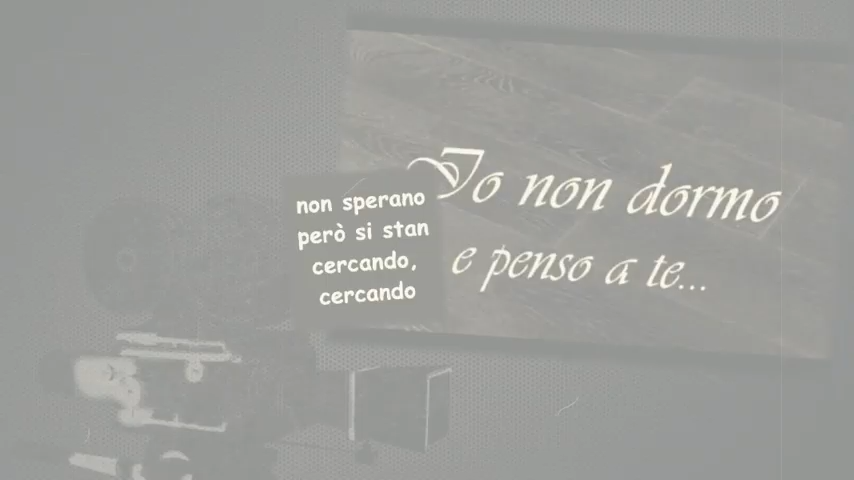 Io non dormo
e penso a te...
non sperano
però si stan
cercando,
cercando